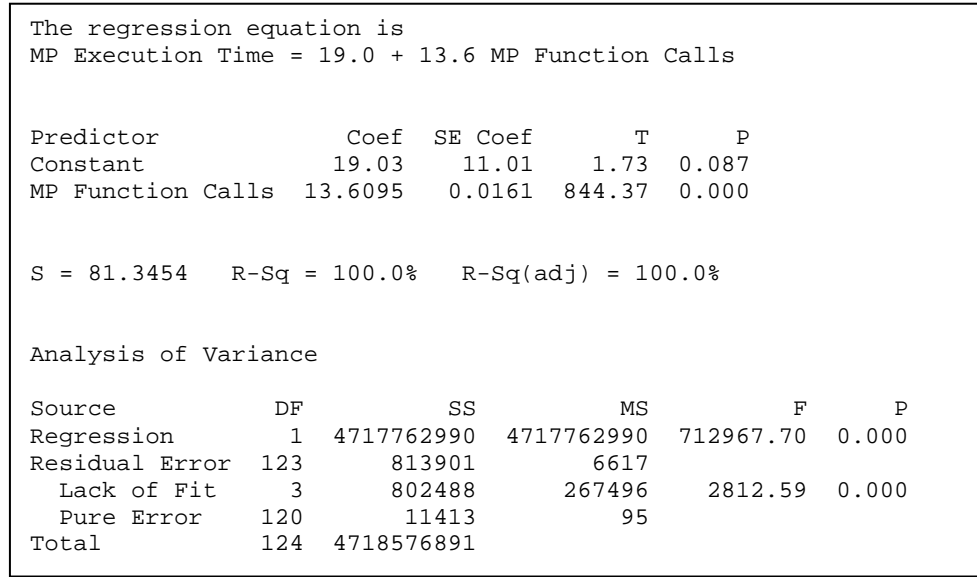 The regression equation is
MP Execution Time = 19.0 + 13.6 MP Function Calls
Predictor Coef SE Coef T P
Constant 19.03 11.01 1.73 0.087
MP Function Calls 13.6095 0.0161 844.37 0.000
S = 81.3454 R-Sq = 100.0% R-Sq(adj) = 100.0%
Analysis of Variance
Source DF SS MS F P
Regression 1 4717762990 4717762990 712967.70 0.000
Residual Error 123 813901 6617
Lack of Fit 3 802488 267496 2812.59 0.000
Pure Error 120 11413 95
Total 124 4718576891